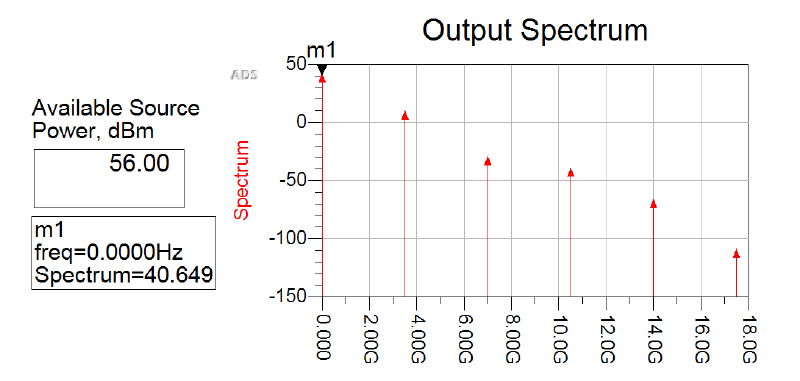 Output Spectrum
m1
ADS
Available Source
Power, dBm
56.00
m1
freq=0.0000Hz
Spectrum=40.649
Spectrum
50
0
-50
-100
-150
0.000
2.00G
4.00G
6.00G
8.00G
10.0G
12.0G
14.0G
16.0G
18.0G